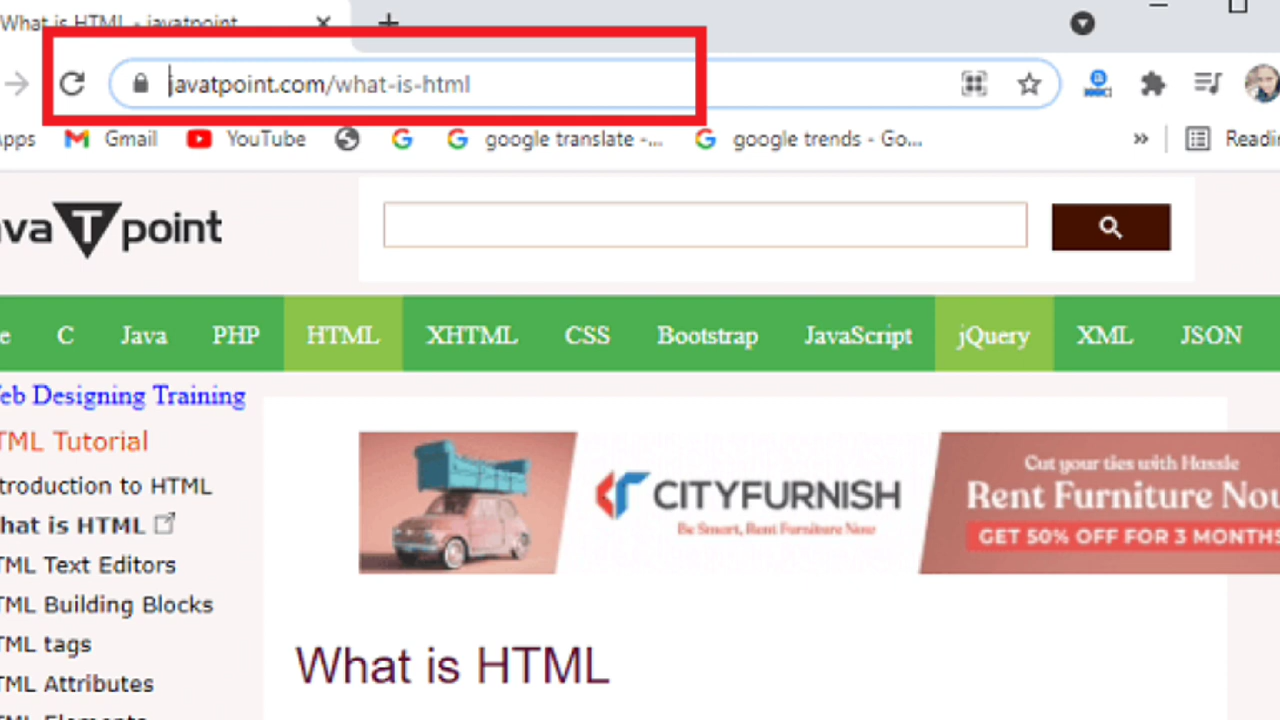 What is HTML - javatpoint
javatpoint.com/what-is-html
Apps Gmail YouTube google translate -... google trends - Go... » Readi
ava T point
e C Java PHP HTML XHTML CSS Bootstrap JavaScript jQuery XML JSON
eb Designing Training
TML Tutorial
troduction to HTML
hat is HTML
TML Text Editors
TML Building Blocks
TML tags
TML Attributes
TML Elements
CITYFURNISH
Be Smart, Rent Furniture Now
Cut your ties with Hassle
Rent Furniture Nou
GET 50% OFF FOR 3 MONTHS
What is HTML